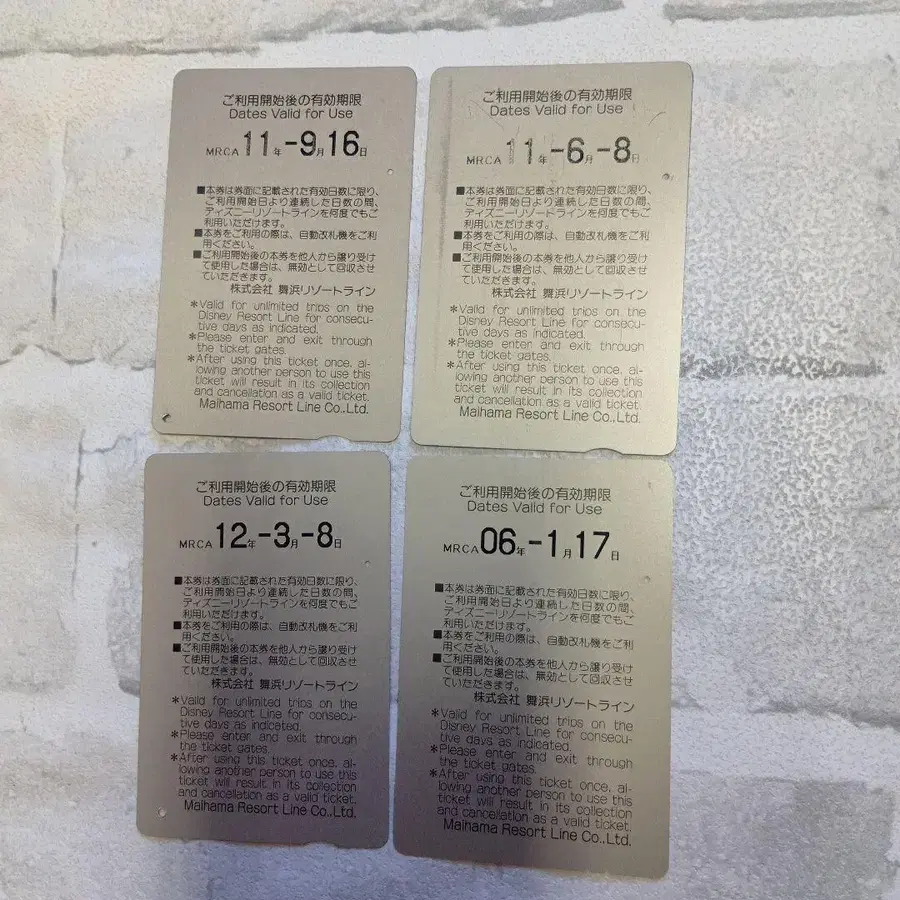 ご利用開始後の有効期限
Dates Valid for Use
MRCA 11年-9月16日
■本券は券面に記載された有効日数に限り、
ご利用開始日より連続した日数の間、
ディズニーリゾートラインを何度でもご
利用いただけます。
■本券をご利用の際は、自動改札機をご利
用ください。
■ご利用開始後の本券を他人から譲り受け
て使用した場合は、無効として回収させ
ていただきます。
株式会社 舞浜リゾートライン
*Valid for unlimited trips on the
Disney Resort Line for consecu-
tive days as indicated.
*Please enter and exit through
the ticket gates.
*After using this ticket once, al-
lowing another person to use this
ticket will result in its collection
and cancellation as a valid ticket.
Maihama Resort Line Co.,Ltd.
ご利用開始後の有効期限
Dates Valid for Use
MRCA 11年-6月-8日
■本券は券面に記載された有効日数に限り、
ご利用開始日より連続した日数の間、
ディズニーリゾートラインを何度でもご
利用いただけます。
■本券をご利用の際は、自動改札機をご利
用ください。
■ご利用開始後の本券を他人から譲り受け
て使用した場合は、無効として回収させ
ていただきます。
株式会社 舞浜リゾートライン
*Valid for unlimited trips on the
Disney Resort Line for consecu-
tive days as indicated.
*Please enter and exit through
the ticket gates.
*After using this ticket once, al-
lowing another person to use this
ticket will result in its collection
and cancellation as a valid ticket.
Maihama Resort Line Co.,Ltd.
ご利用開始後の有効期限
Dates Valid for Use
MRCA 12年-3月-8日
■本券は券面に記載された有効日数に限り、
ご利用開始日より連続した日数の間、
ディズニーリゾートラインを何度でもご
利用いただけます。
■本券をご利用の際は、自動改札機をご利
用ください。
■ご利用開始後の本券を他人から譲り受け
て使用した場合は、無効として回収させ
ていただきます。
株式会社 舞浜リゾートライン
*Valid for unlimited trips on the
Disney Resort Line for consecu-
tive days as indicated.
*Please enter and exit through
the ticket gates.
*After using this ticket once, al-
lowing another person to use this
ticket will result in its collection
and cancellation as a valid ticket.
Maihama Resort Line Co.,Ltd.
ご利用開始後の有効期限
Dates Valid for Use
MRCA 06年-1月17日
■本券は券面に記載された有効日数に限り、
ご利用開始日より連続した日数の間、
ディズニーリゾートラインを何度でもご
利用いただけます。
■本券をご利用の際は、自動改札機をご利
用ください。
■ご利用開始後の本券を他人から譲り受け
て使用した場合は、無効として回収させ
ていただきます。
株式会社 舞浜リゾートライン
*Valid for unlimited trips on the
Disney Resort Line for consecu-
tive days as indicated.
*Please enter and exit through
the ticket gates.
*After using this ticket once, al-
lowing another person to use this
ticket will result in its collection
and cancellation as a valid ticket.
Maihama Resort Line Co.,Ltd.